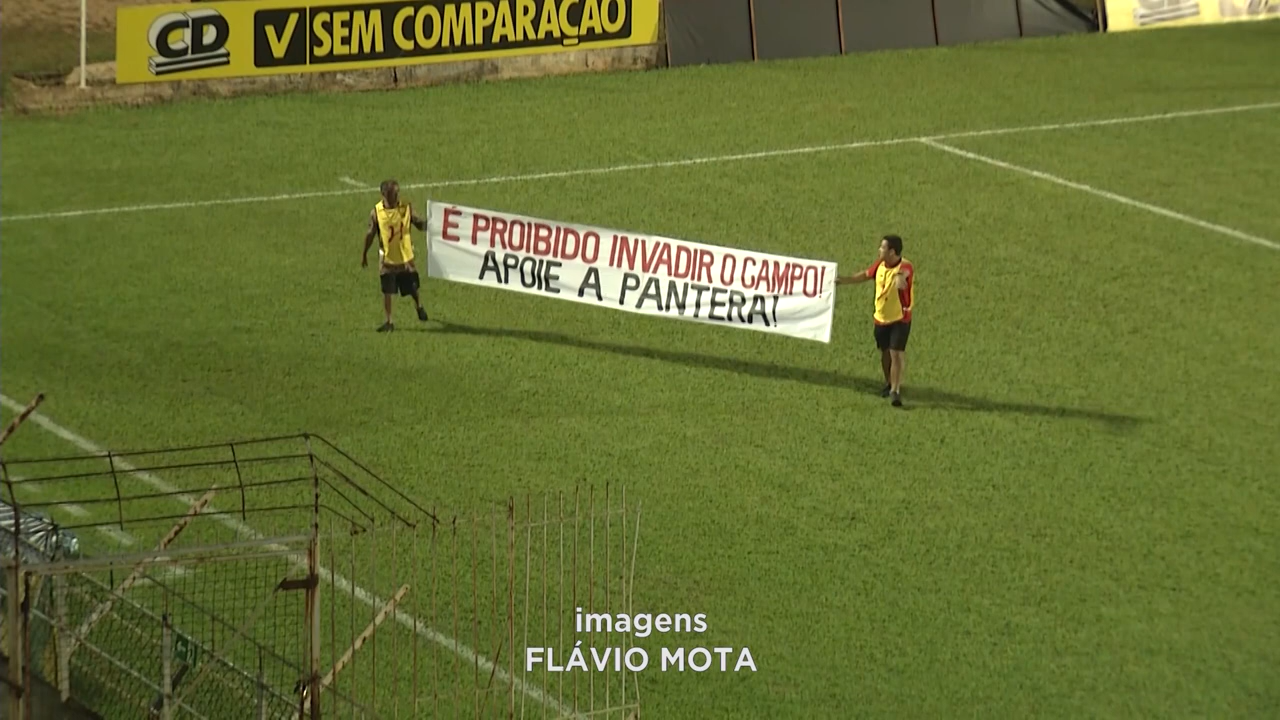 CD V SEM COMPARAÇÃO
É PROIBIDO INVADIR O CAMPO!
APOIE A PANTERA!
imagens
FLÁVIO MOTA